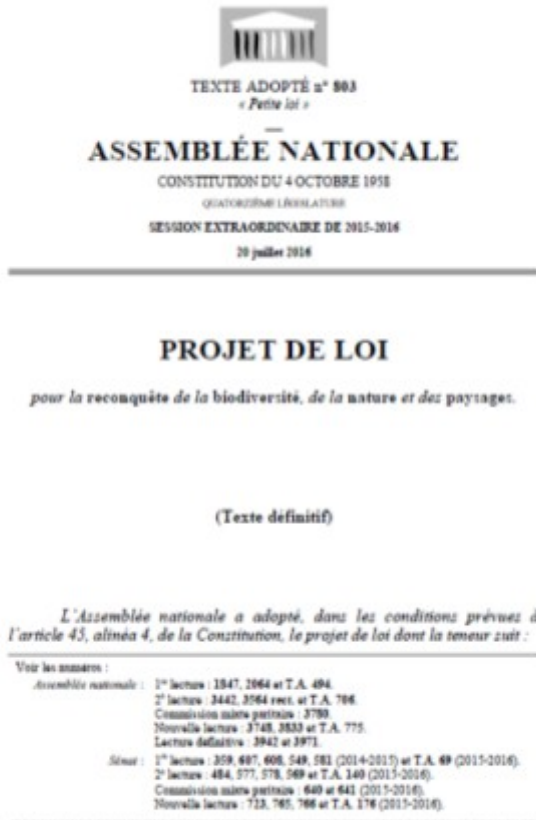 TEXTE ADOPTÉ n° 803
« Petite loi »
ASSEMBLÉE NATIONALE
CONSTITUTION DU 4 OCTOBRE 1958
QUATORZIÈME LÉGISLATURE
SESSION EXTRAORDINAIRE DE 2015-2016
20 juillet 2016
PROJET DE LOI
pour la reconquête de la biodiversité, de la nature et des paysages.
(Texte définitif)
L'Assemblée nationale a adopté, dans les conditions prévues à
l'article 45, alinéa 4, de la Constitution, le projet de loi dont la teneur suit :
Voir les numéros :
Assemblée nationale : 1re lecture : 1847, 2064 et T.A. 494.
2e lecture : 3442, 3564 rect. et T.A. 706.
Commission mixte paritaire : 3780.
Nouvelle lecture : 3748, 3833 et T.A. 775.
Lecture définitive : 3942 et 3971.
Sénat : 1re lecture : 359, 607, 608, 549, 581 (2014-2015) et T.A. 69 (2015-2016).
2e lecture : 484, 577, 578, 569 et T.A. 140 (2015-2016).
Commission mixte paritaire : 640 et 641 (2015-2016).
Nouvelle lecture : 723, 765, 766 et T.A. 176 (2015-2016).